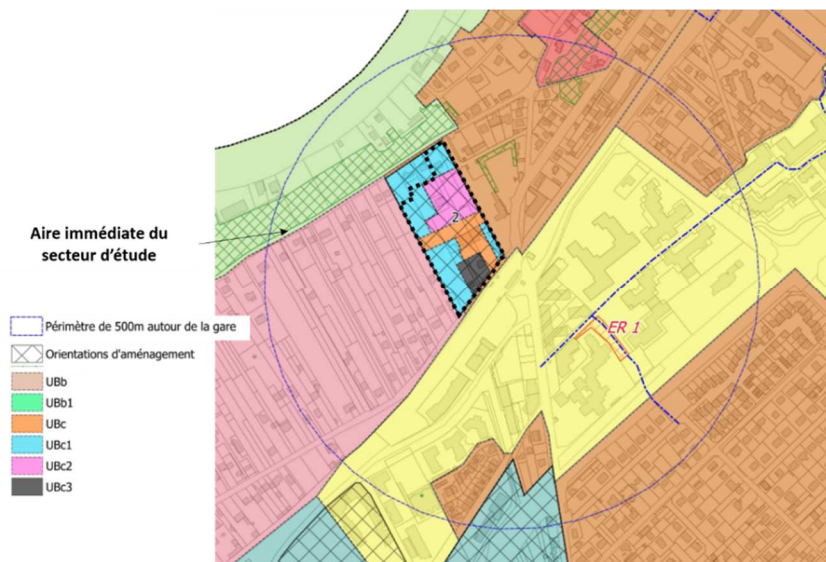 Aire immédiate du
secteur d'étude
Périmètre de 500m autour de la gare
Orientations d'aménagement
UBb
UBb1
UBc
UBc1
UBc2
UBc3
2
ER 1